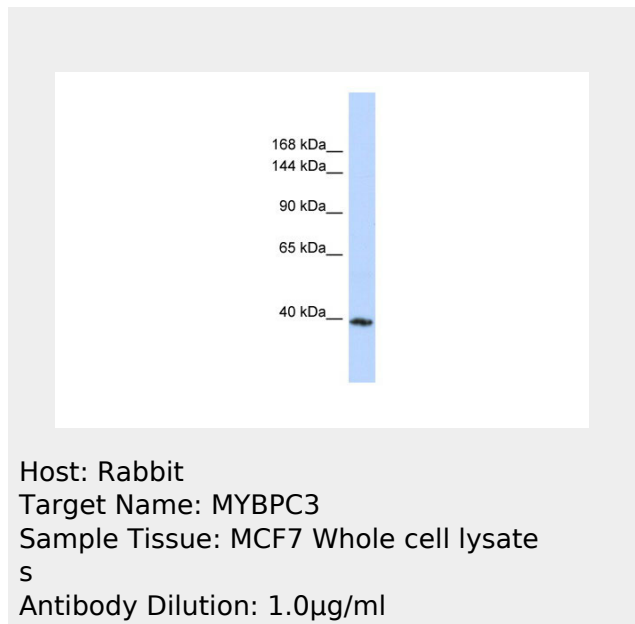 168 kDa__
144 kDa__
90 kDa__
65 kDa__
40 kDa__
Host: Rabbit
Target Name: MYBPC3
Sample Tissue: MCF7 Whole cell lysate
s
Antibody Dilution: 1.0µg/ml